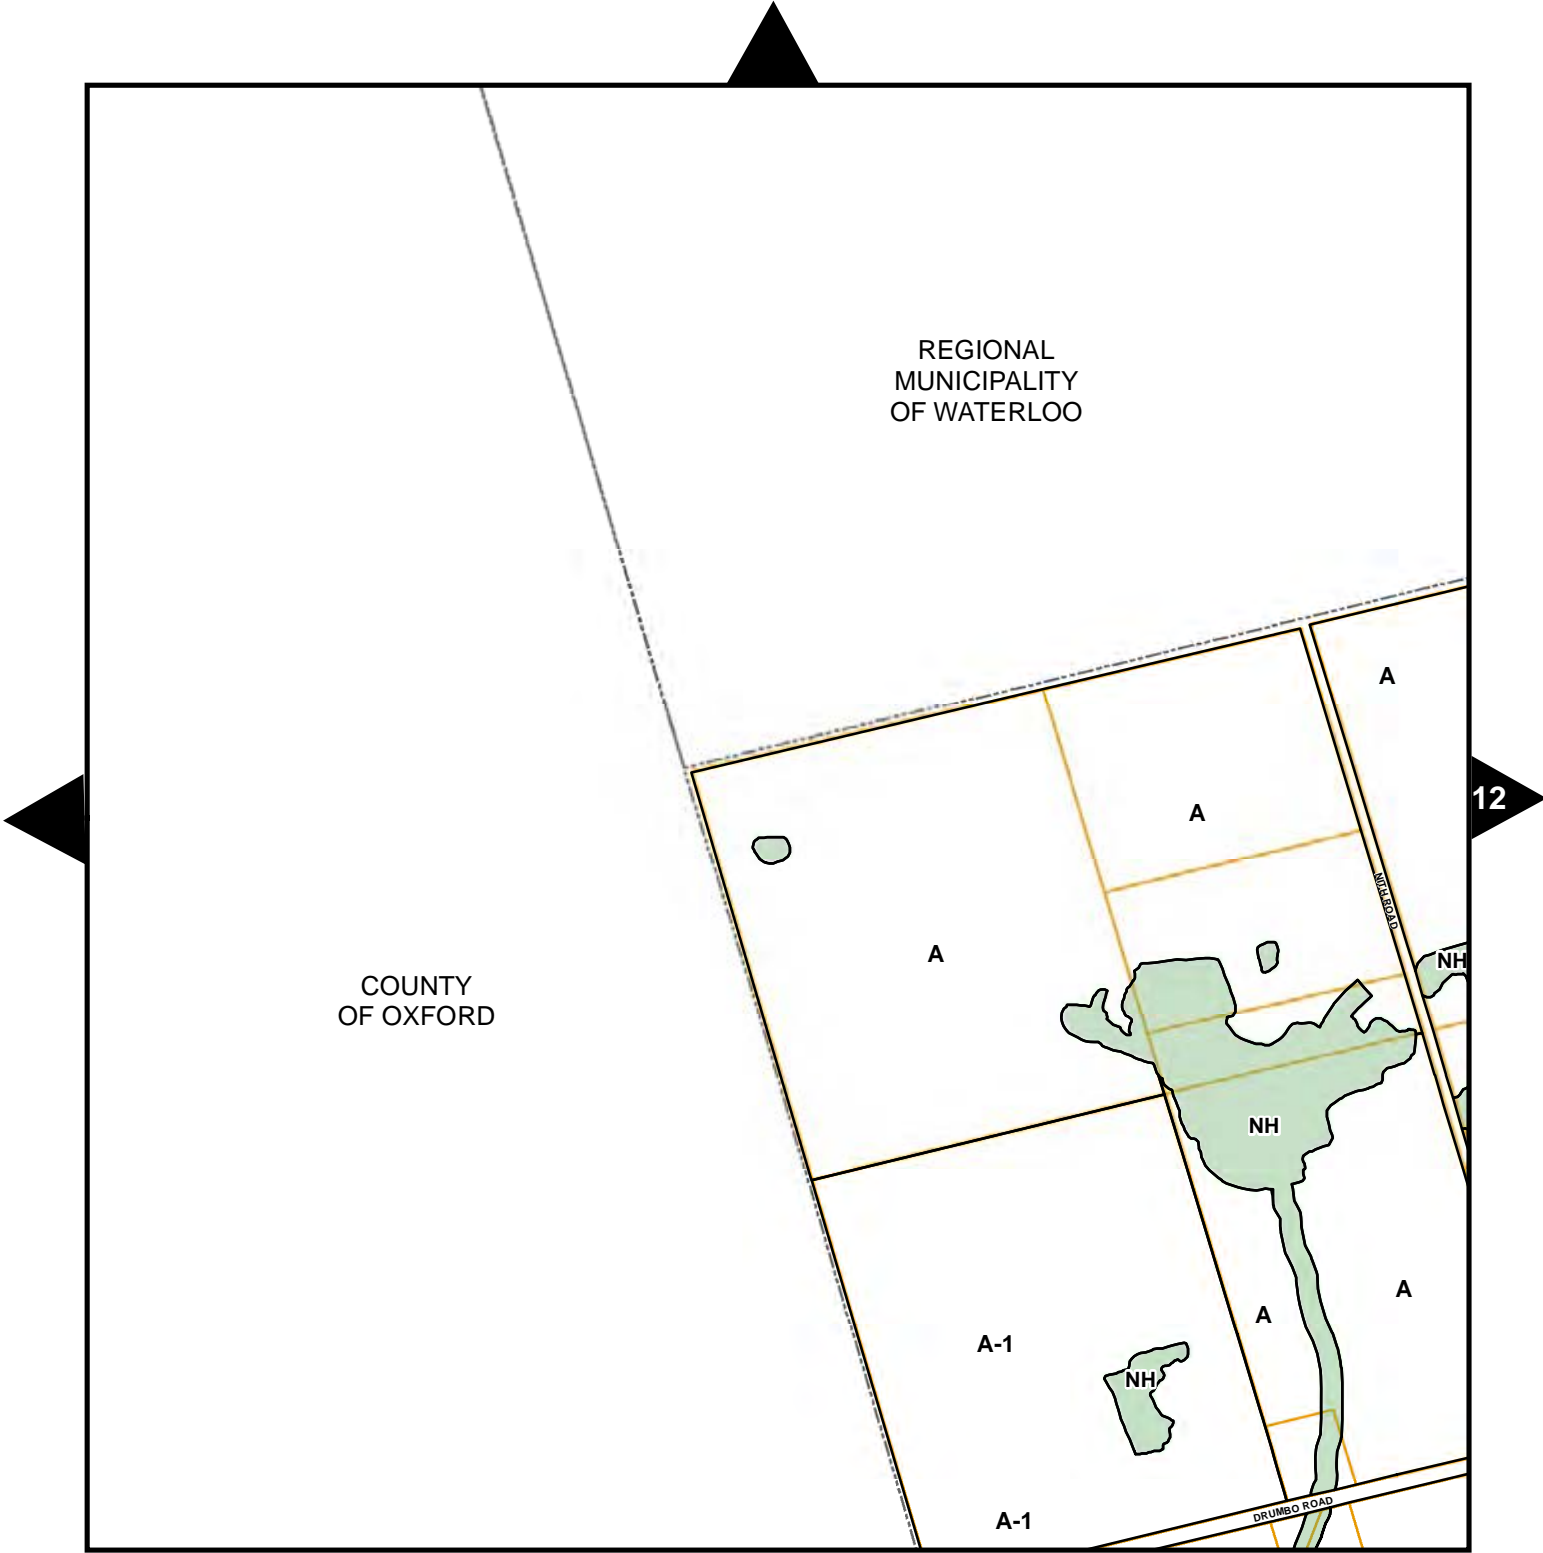 REGIONAL
MUNICIPALITY
OF WATERLOO
A
12
A
NITH ROAD
A
NH
COUNTY
OF OXFORD
NH
A
A
A-1
NH
DRUMBO ROAD
A-1